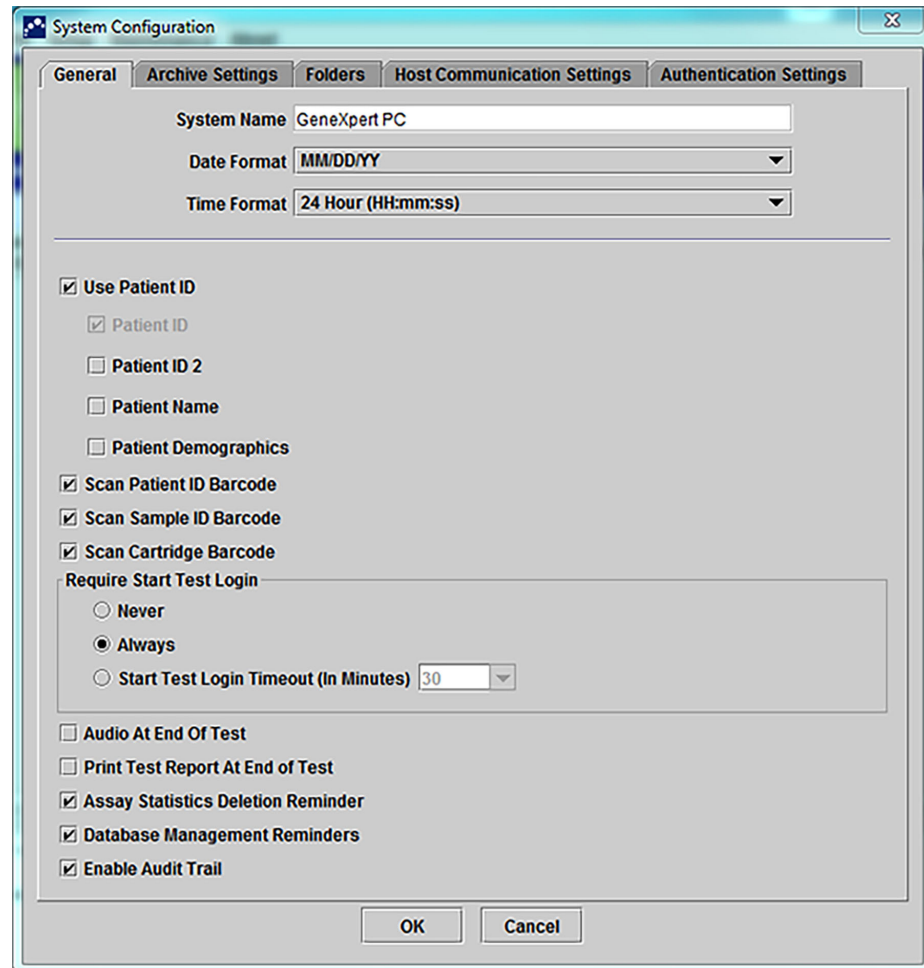 System Configuration
General Archive Settings Folders Host Communication Settings Authentication Settings
System Name GeneXpert PC
Date Format MM/DD/YY
Time Format 24 Hour (HH:mm:ss)
Use Patient ID
Patient ID
Patient ID 2
Patient Name
Patient Demographics
Scan Patient ID Barcode
Scan Sample ID Barcode
Scan Cartridge Barcode
Require Start Test Login
Never
Always
Start Test Login Timeout (In Minutes) 30
Audio At End Of Test
Print Test Report At End of Test
Assay Statistics Deletion Reminder
Database Management Reminders
Enable Audit Trail
OK Cancel